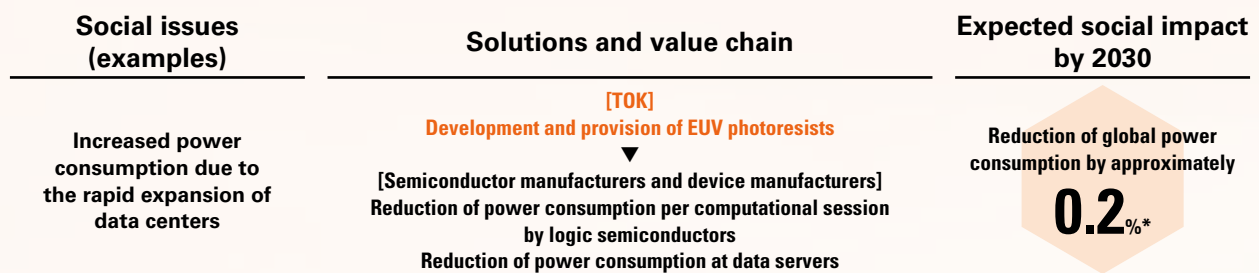 Social issues
(examples)
Solutions and value chain
Expected social impact
by 2030
Increased power
consumption due to
the rapid expansion of
data centers
[TOK]
Development and provision of EUV photoresists
▼
[Semiconductor manufacturers and device manufacturers]
Reduction of power consumption per computational session
by logic semiconductors
Reduction of power consumption at data servers
Reduction of global power
consumption by approximately
0.2%*